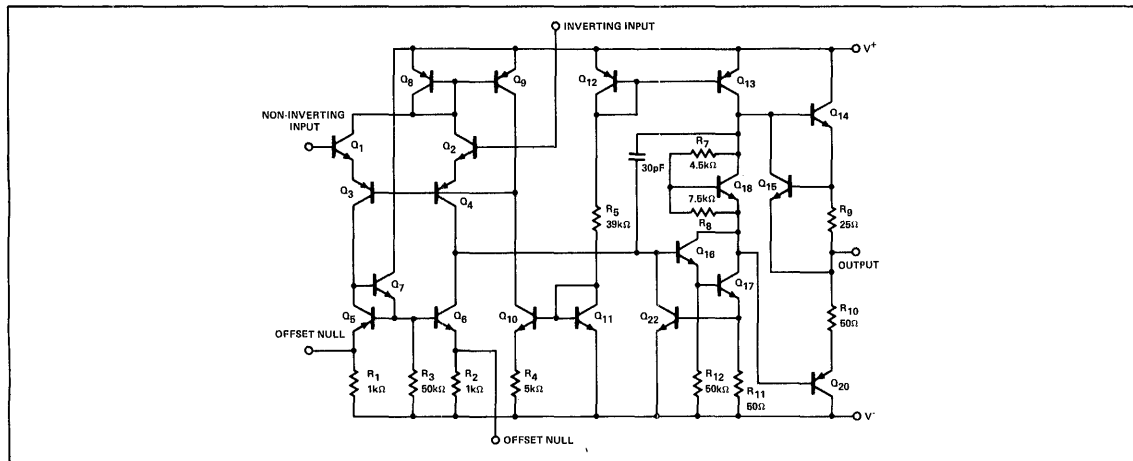 INVERTING INPUT
V+
Q8
Q9
Q12
Q13
Q14
NON-INVERTING
INPUT
Q1
Q2
R7
4.5kΩ
30pF
Q3
Q4
Q18
Q15
7.5kΩ
R8
R5
39kΩ
R9
25Ω
Q16
OUTPUT
Q7
Q17
Q5
Q6
Q10
Q11
Q22
R10
50Ω
OFFSET NULL
R1
1kΩ
R3
50kΩ
R2
1kΩ
R4
5kΩ
R12
50kΩ
R11
50Ω
Q20
V-
OFFSET NULL